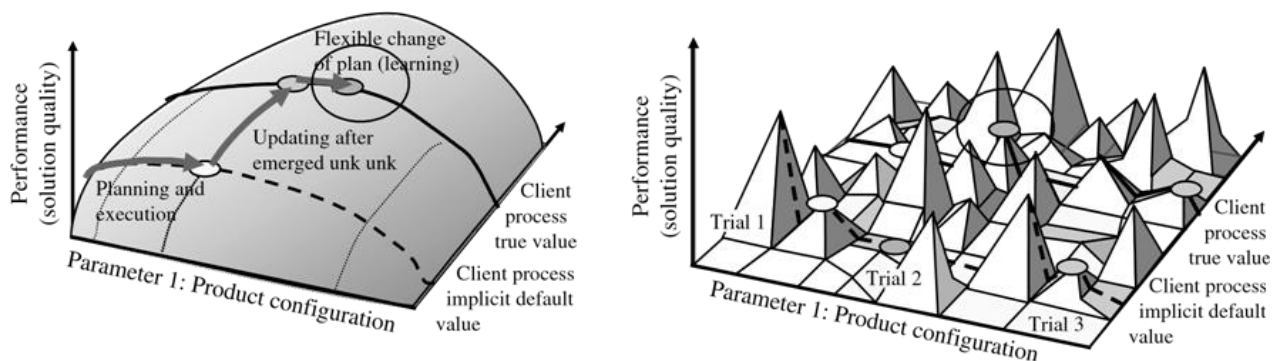 Performance
(solution quality)
Flexible change
of plan (learning)
Updating after
emerged unk unk
Planning and
execution
Client
process
true value
Client process
implicit default
value
Parameter 1: Product configuration
Performance
(solution quality)
Trial 1
Trial 2
Trial 3
Client
process
true value
Client process
implicit default
value
Parameter 1: Product configuration